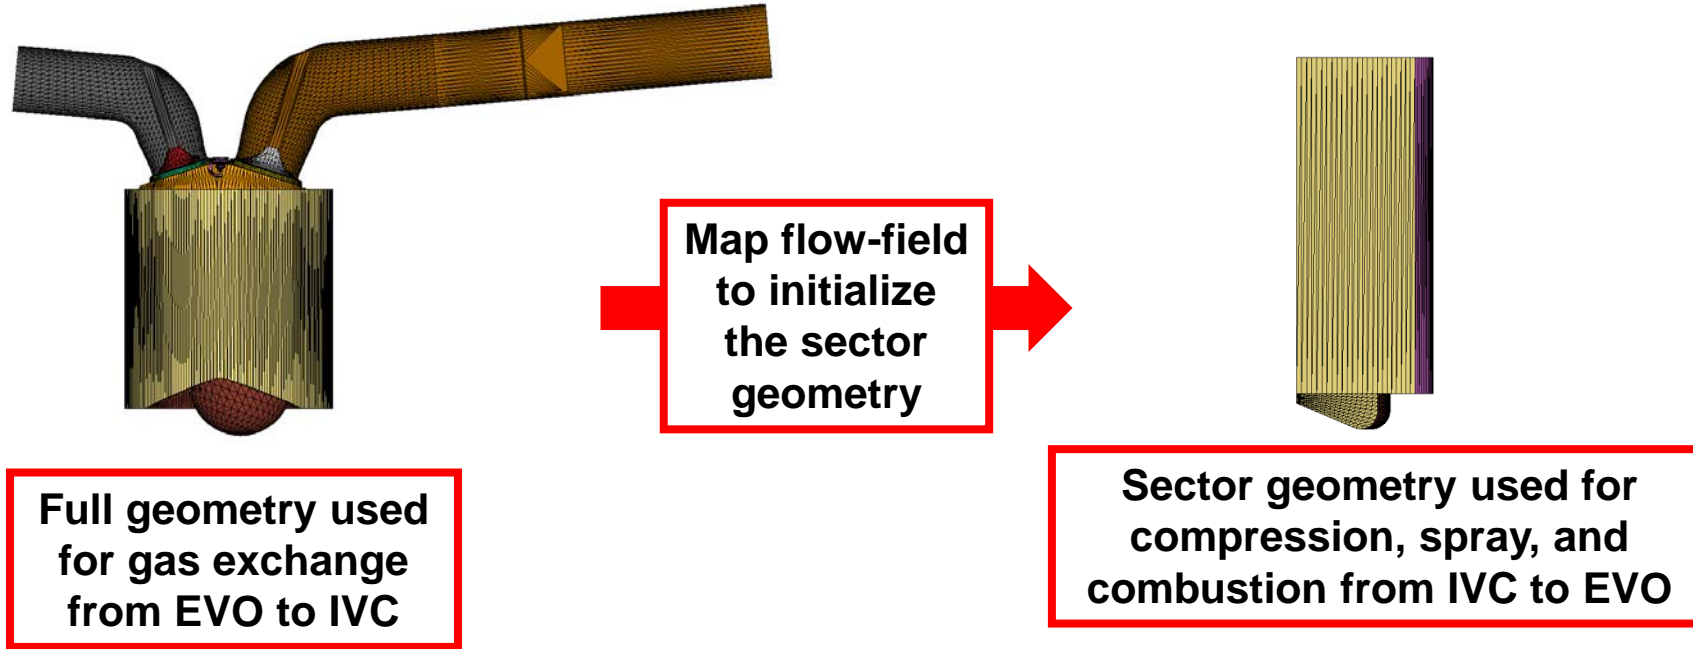 Map flow-field
to initialize
the sector
geometry
Full geometry used
for gas exchange
from EVO to IVC
Sector geometry used for
compression, spray, and
combustion from IVC to EVO